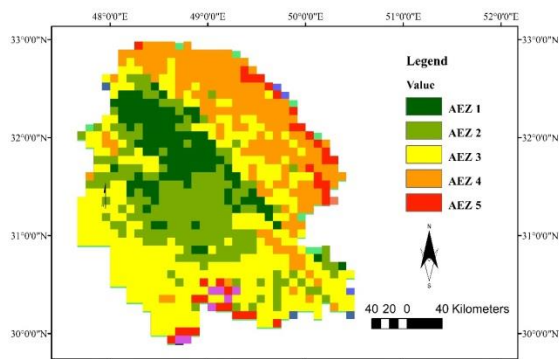 48°0'0"E 49°0'0"E 50°0'0"E 51°0'0"E 52°0'0"E
33°0'0"N 33°0'0"N
Legend
Value
AEZ 1
32°0'0"N 32°0'0"N
AEZ 2
AEZ 3
AEZ 4
AEZ 5
31°0'0"N 31°0'0"N
N
S
40 20 0 40 Kilometers
30°0'0"N 30°0'0"N